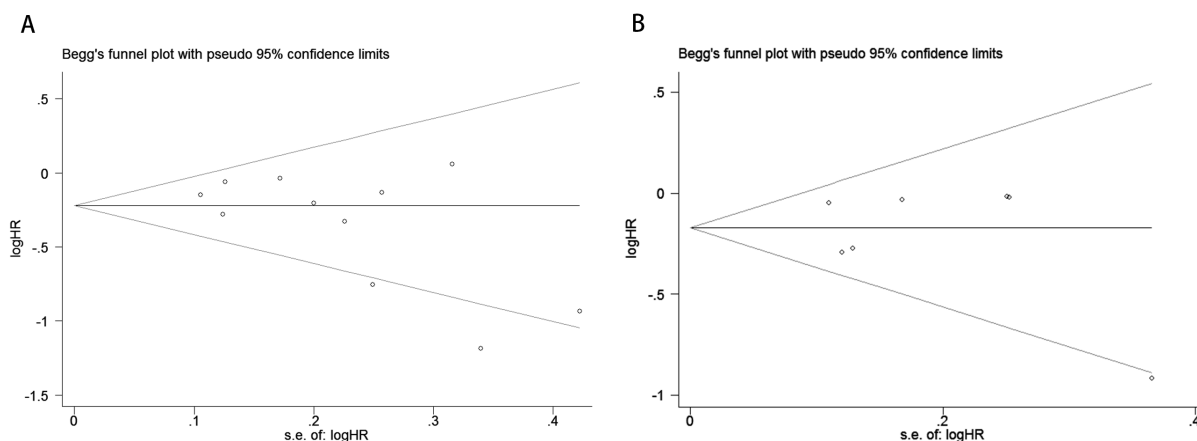 A
Begg's funnel plot with pseudo 95% confidence limits
.5
0
-.5
-1
-1.5
logHR
0
.1
.2
.3
.4
s.e. of: logHR
B
Begg's funnel plot with pseudo 95% confidence limits
.5
0
-.5
-1
logHR
0
.2
.4
s.e. of: logHR